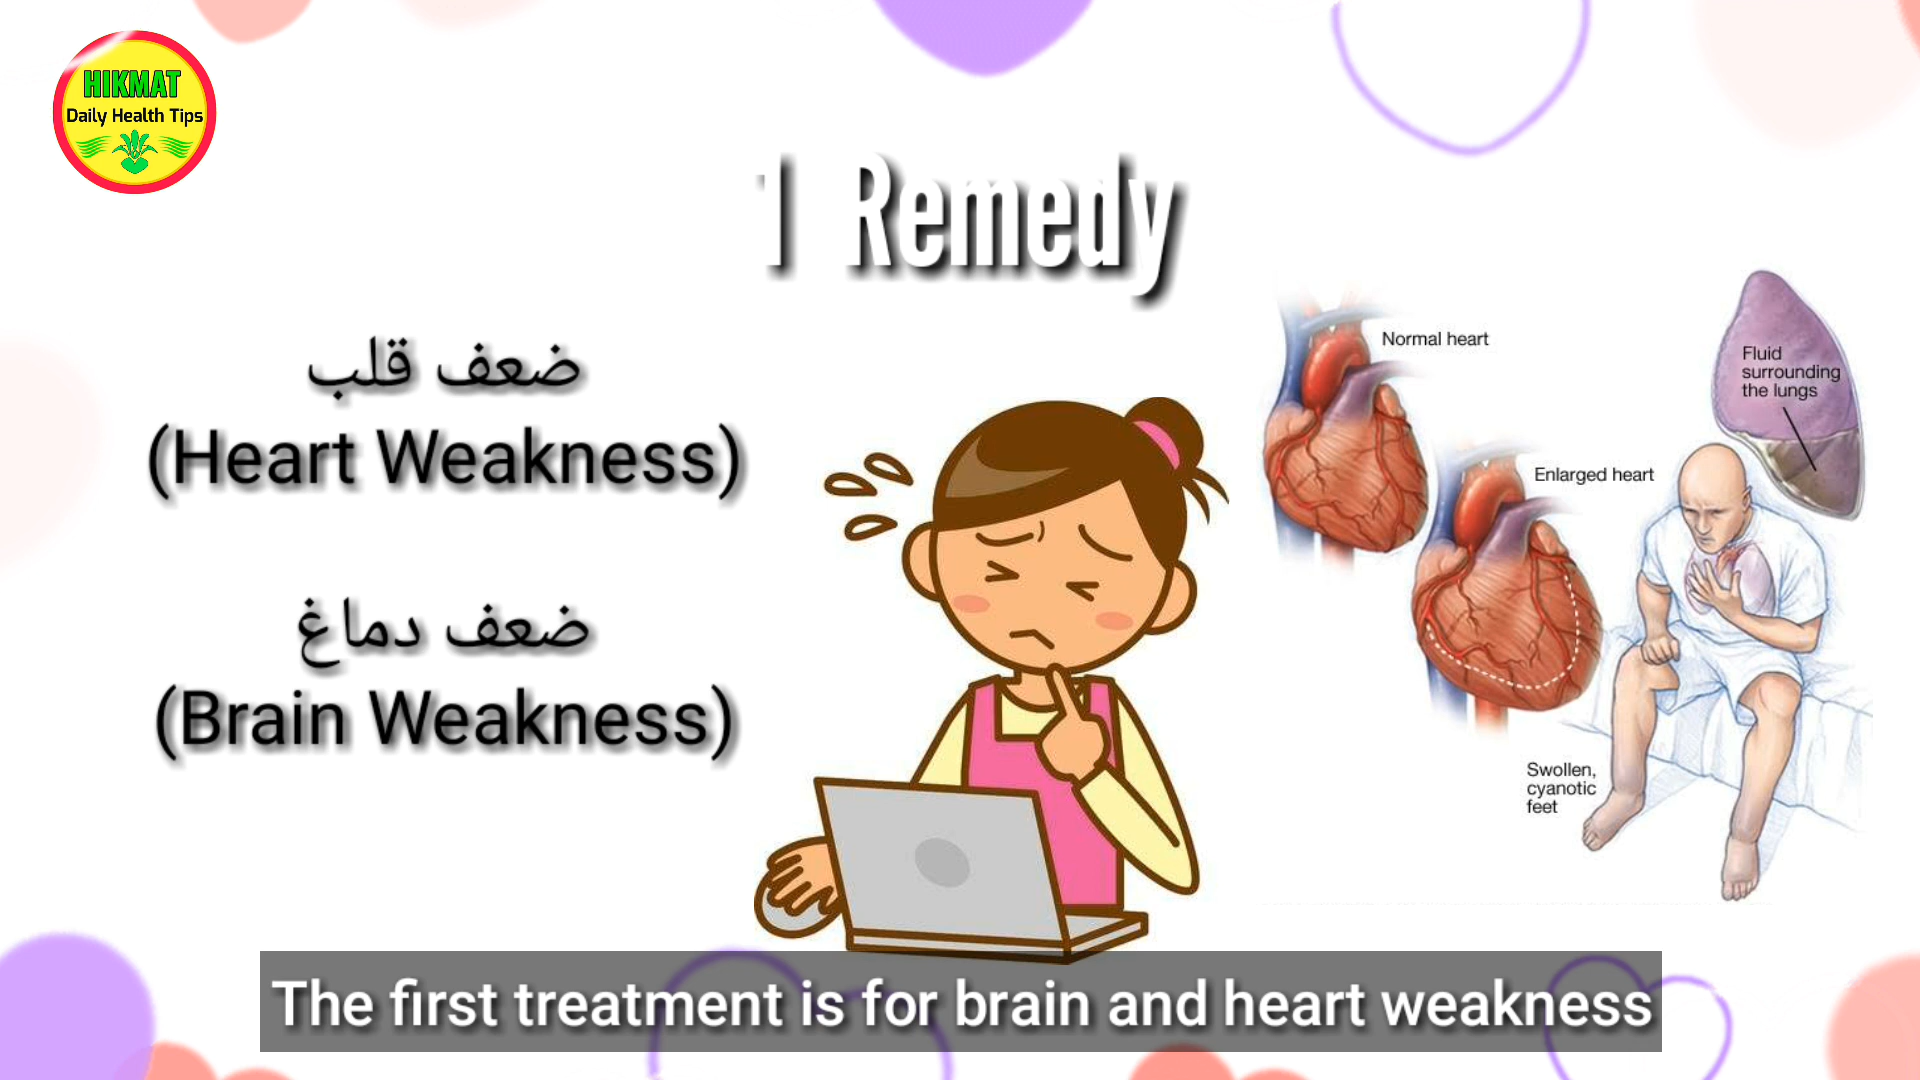 HIKMAT
Daily Health Tips
1 Remedy
ضعف قلب
(Heart Weakness)
ضعف دماغ
(Brain Weakness)
Normal heart
Enlarged heart
Fluid
surrounding
the lungs
Swollen,
cyanotic
feet
The first treatment is for brain and heart weakness